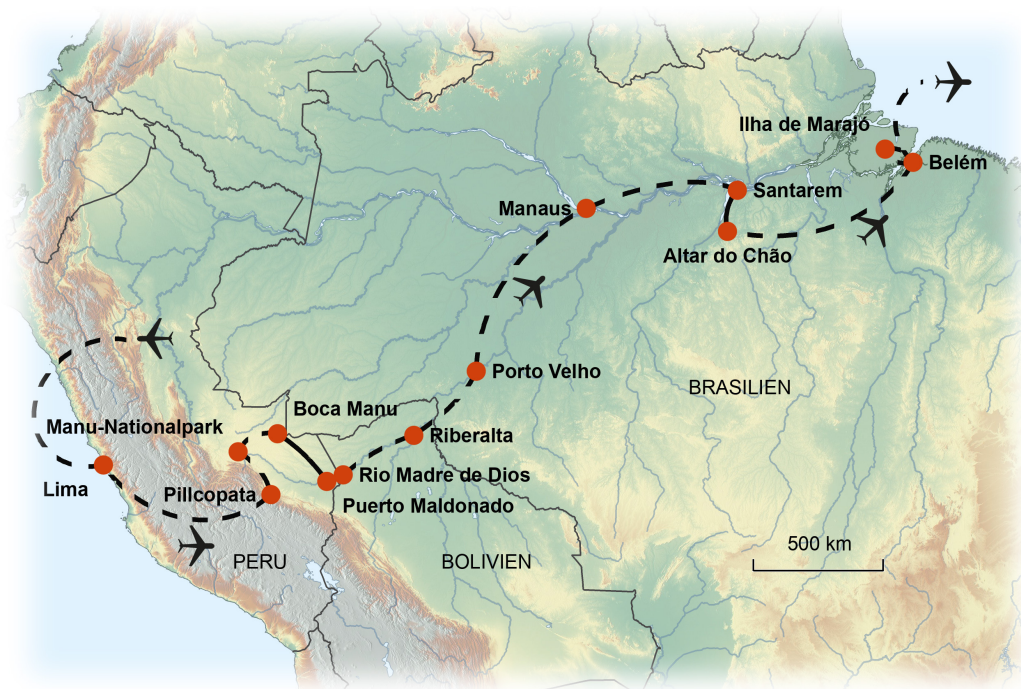 Ilha de Marajó
Belém
Santarem
Manaus
Altar do Chão
Porto Velho
BRASILIEN
Boca Manu
Manu-Nationalpark
Riberalta
Rio Madre de Dios
Lima
Pillcopata
Puerto Maldonado
500 km
PERU
BOLIVIEN